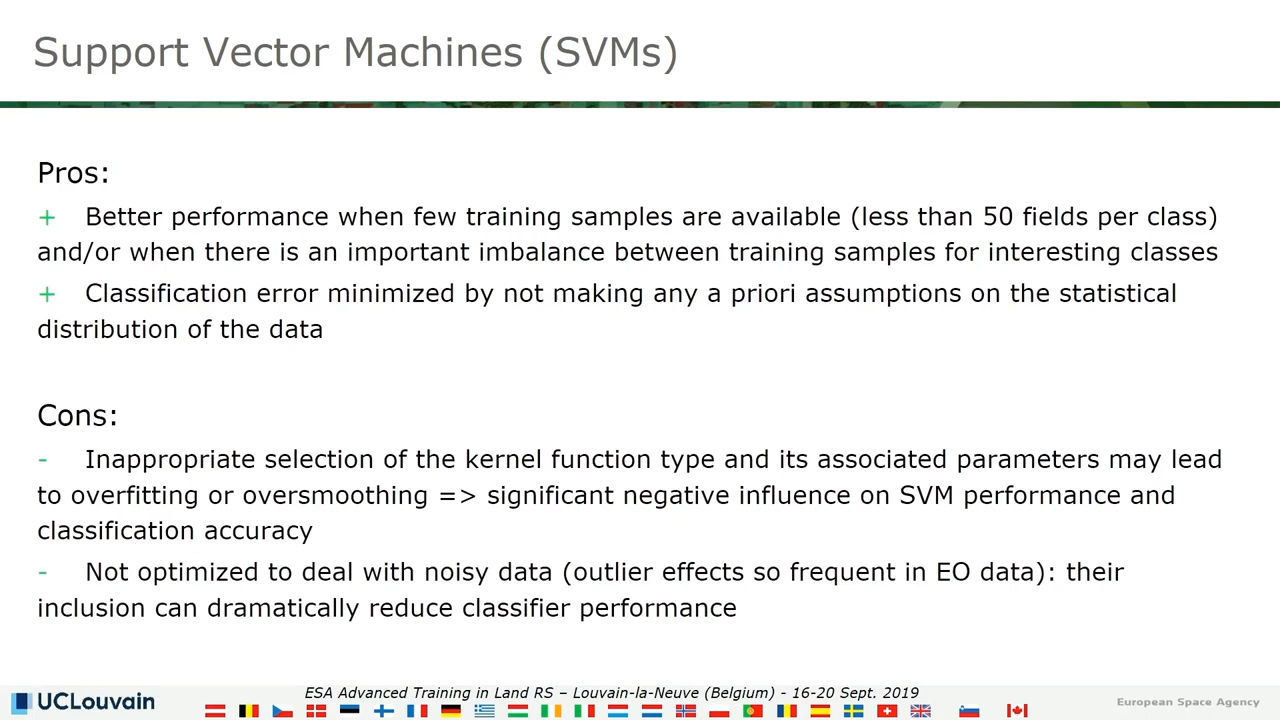 Support Vector Machines (SVMs)
Pros:
+ Better performance when few training samples are available (less than 50 fields per class)
and/or when there is an important imbalance between training samples for interesting classes
+ Classification error minimized by not making any a priori assumptions on the statistical
distribution of the data
Cons:
- Inappropriate selection of the kernel function type and its associated parameters may lead
to overfitting or oversmoothing => significant negative influence on SVM performance and
classification accuracy
- Not optimized to deal with noisy data (outlier effects so frequent in EO data): their
inclusion can dramatically reduce classifier performance
UCLouvain
ESA Advanced Training in Land RS – Louvain-la-Neuve (Belgium) - 16-20 Sept. 2019
European Space Agency